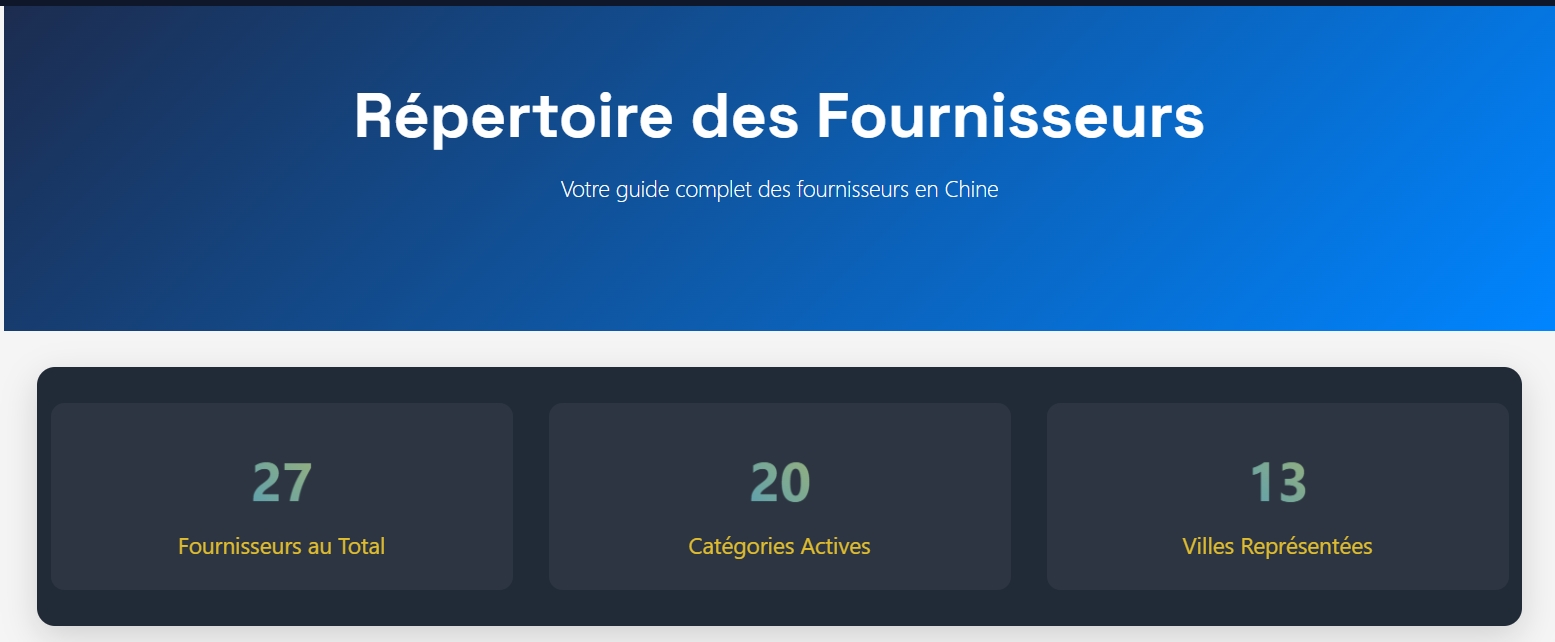 Répertoire des Fournisseurs
Votre guide complet des fournisseurs en Chine
27
Fournisseurs au Total
20
Catégories Actives
13
Villes Représentées